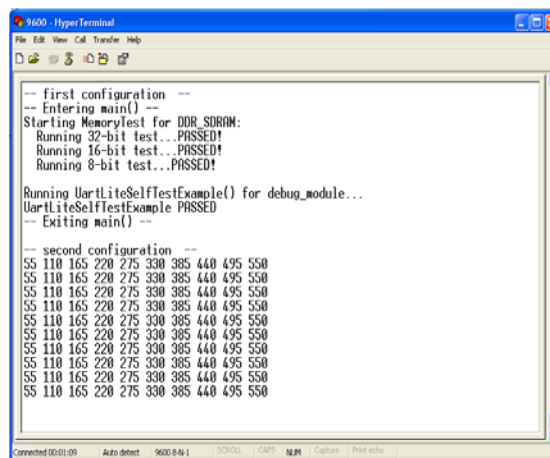 9600 - HyperTerminal
File Edit View Call Transfer Help
-- first configuration --
-- Entering main() --
Starting MemoryTest for DDR_SDRAM:
Running 32-bit test...PASSED!
Running 16-bit test...PASSED!
Running 8-bit test...PASSED!
Running UartLiteSelfTestExample() for debug_module...
UartLiteSelfTestExample PASSED
-- Exiting main() --
-- second configuration --
55 110 165 220 275 330 385 440 495 550
55 110 165 220 275 330 385 440 495 550
55 110 165 220 275 330 385 440 495 550
55 110 165 220 275 330 385 440 495 550
55 110 165 220 275 330 385 440 495 550
55 110 165 220 275 330 385 440 495 550
55 110 165 220 275 330 385 440 495 550
55 110 165 220 275 330 385 440 495 550
55 110 165 220 275 330 385 440 495 550
55 110 165 220 275 330 385 440 495 550
Connected 00:01:09 Auto detect 9600 8-N-1 SCROLL CAPS NUM Capture Print echo